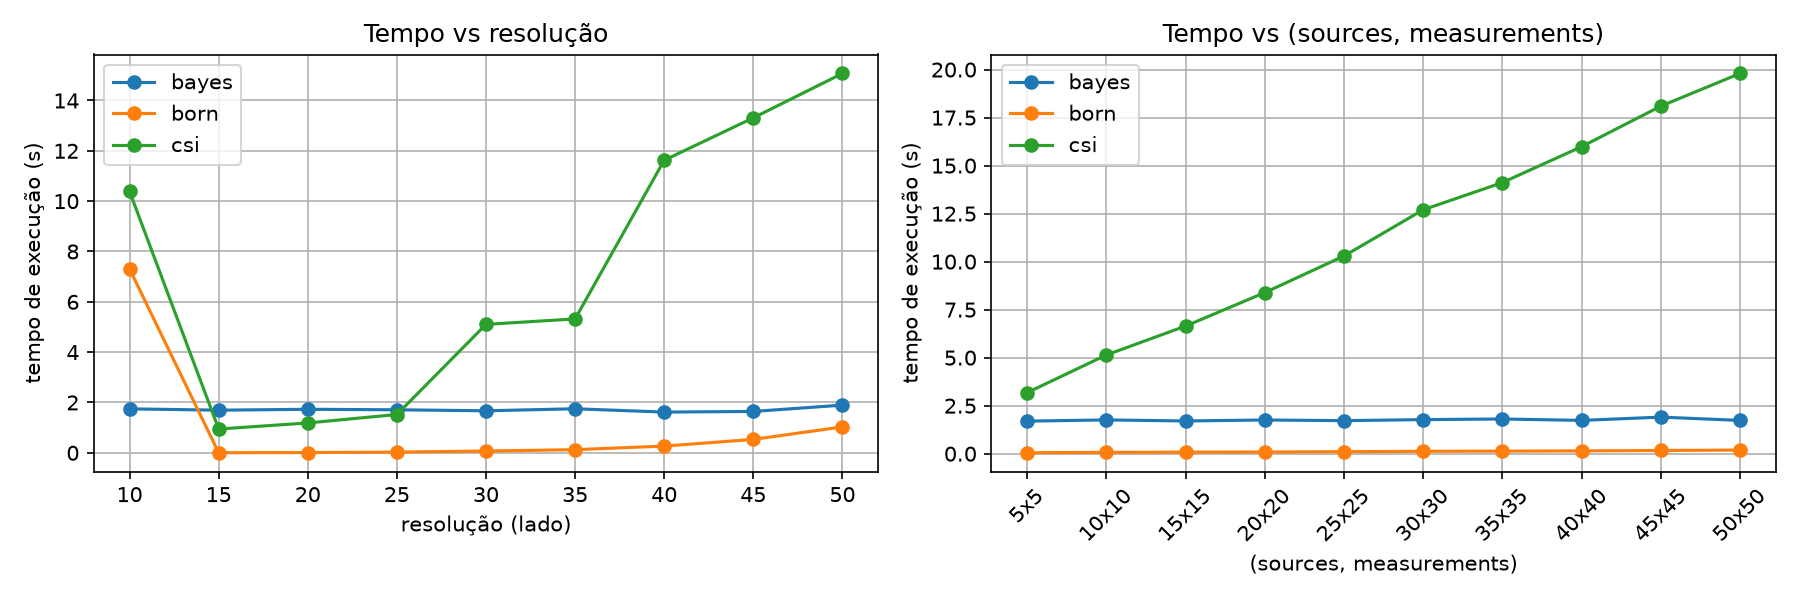 Tempo vs resolução
bayes
born
csi
tempo de execução (s)
14
12
10
8
6
4
2
0
10 15 20 25 30 35 40 45 50
resolução (lado)
Tempo vs (sources, measurements)
bayes
born
csi
tempo de execução (s)
20.0
17.5
15.0
12.5
10.0
7.5
5.0
2.5
0.0
5x5 10x10 15x15 20x20 25x25 30x30 35x35 40x40 45x45 50x50
(sources, measurements)